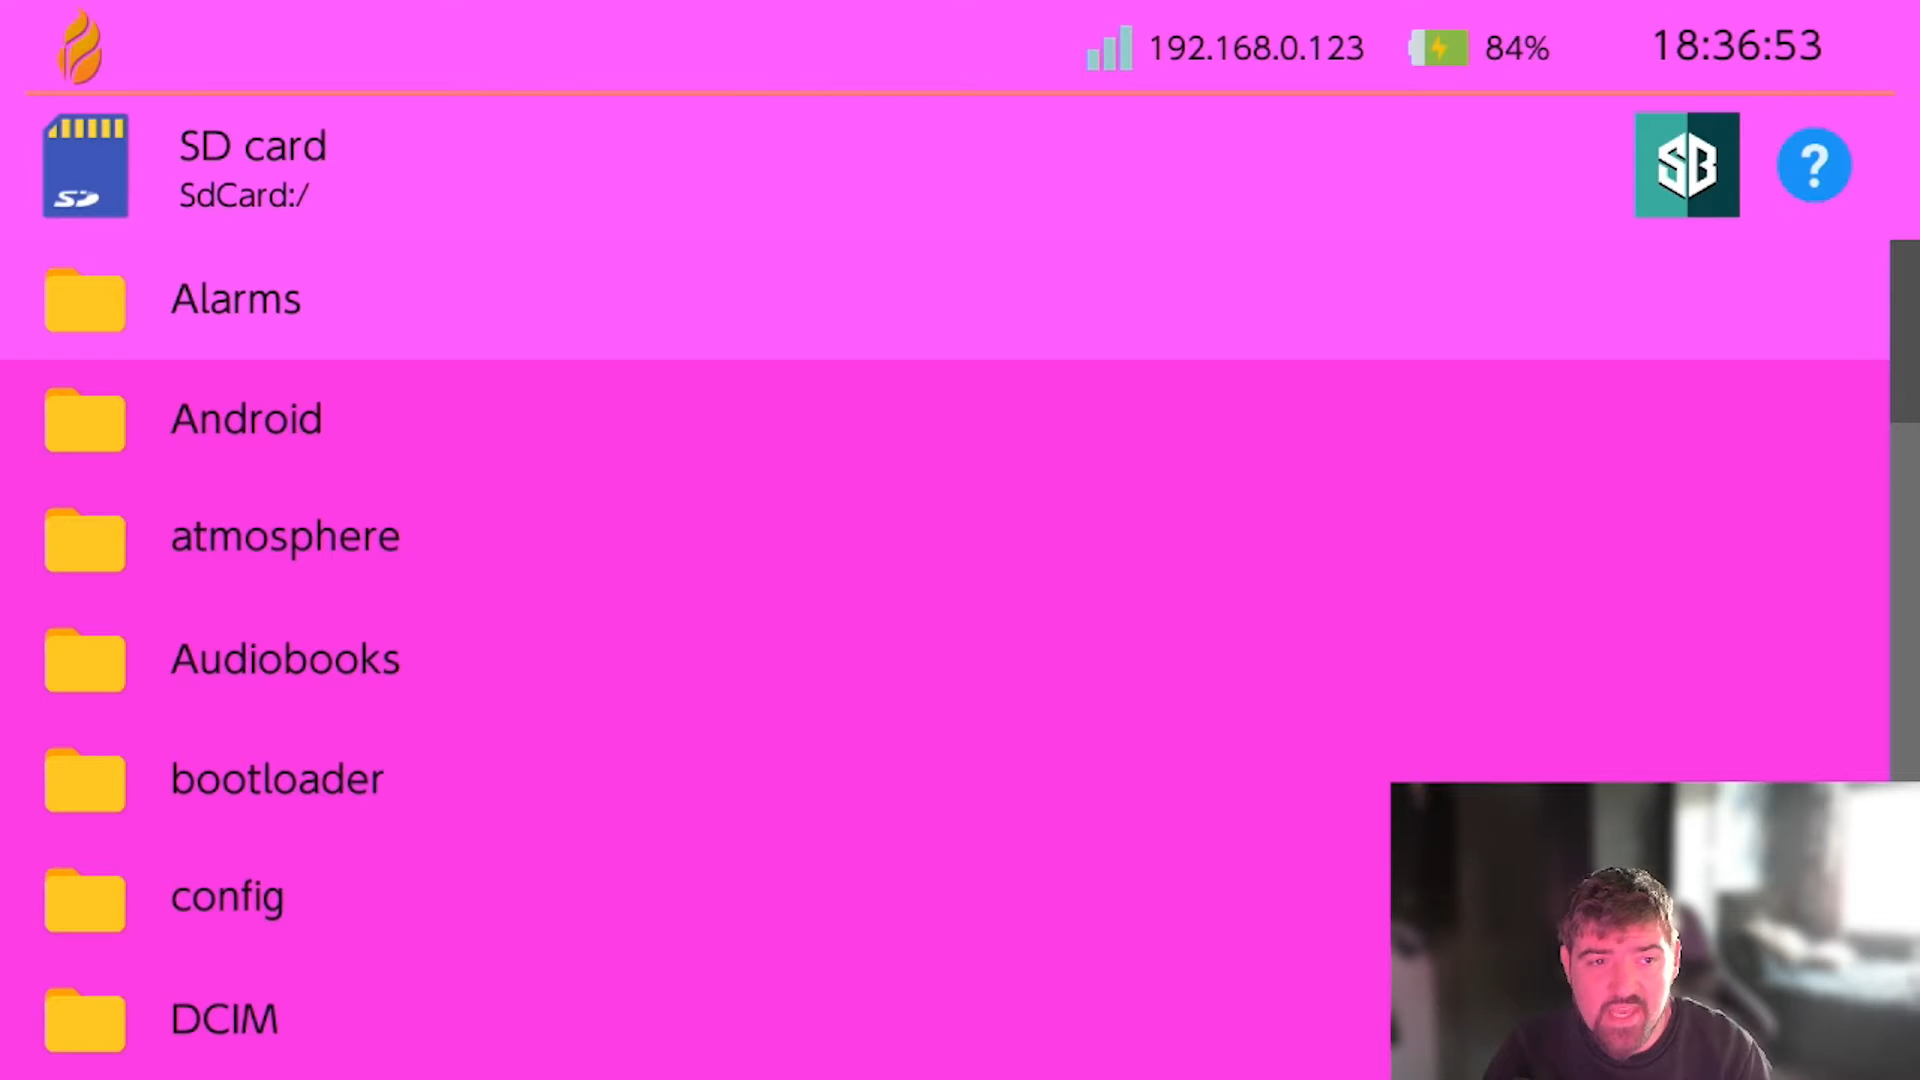 192.168.0.123 84% 18:36:53
SD card
SdCard:/
SD
SB
?
Alarms
Android
atmosphere
Audiobooks
bootloader
config
DCIM